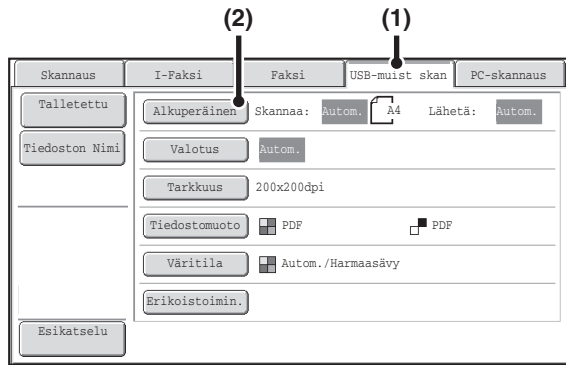 (2) (1)
Skannaus I-Faksi Faksi USB-muist skan PC-skannaus
Talletettu Alkuperäinen Skannaa: Autom. A4 Lähetä: Autom.
Tiedoston Nimi Valotus Autom.
Tarkkuus 200x200dpi
Tiedostomuoto PDF PDF
Väritila Autom./Harmaasävy
Erikoistoimin.
Esikatselu